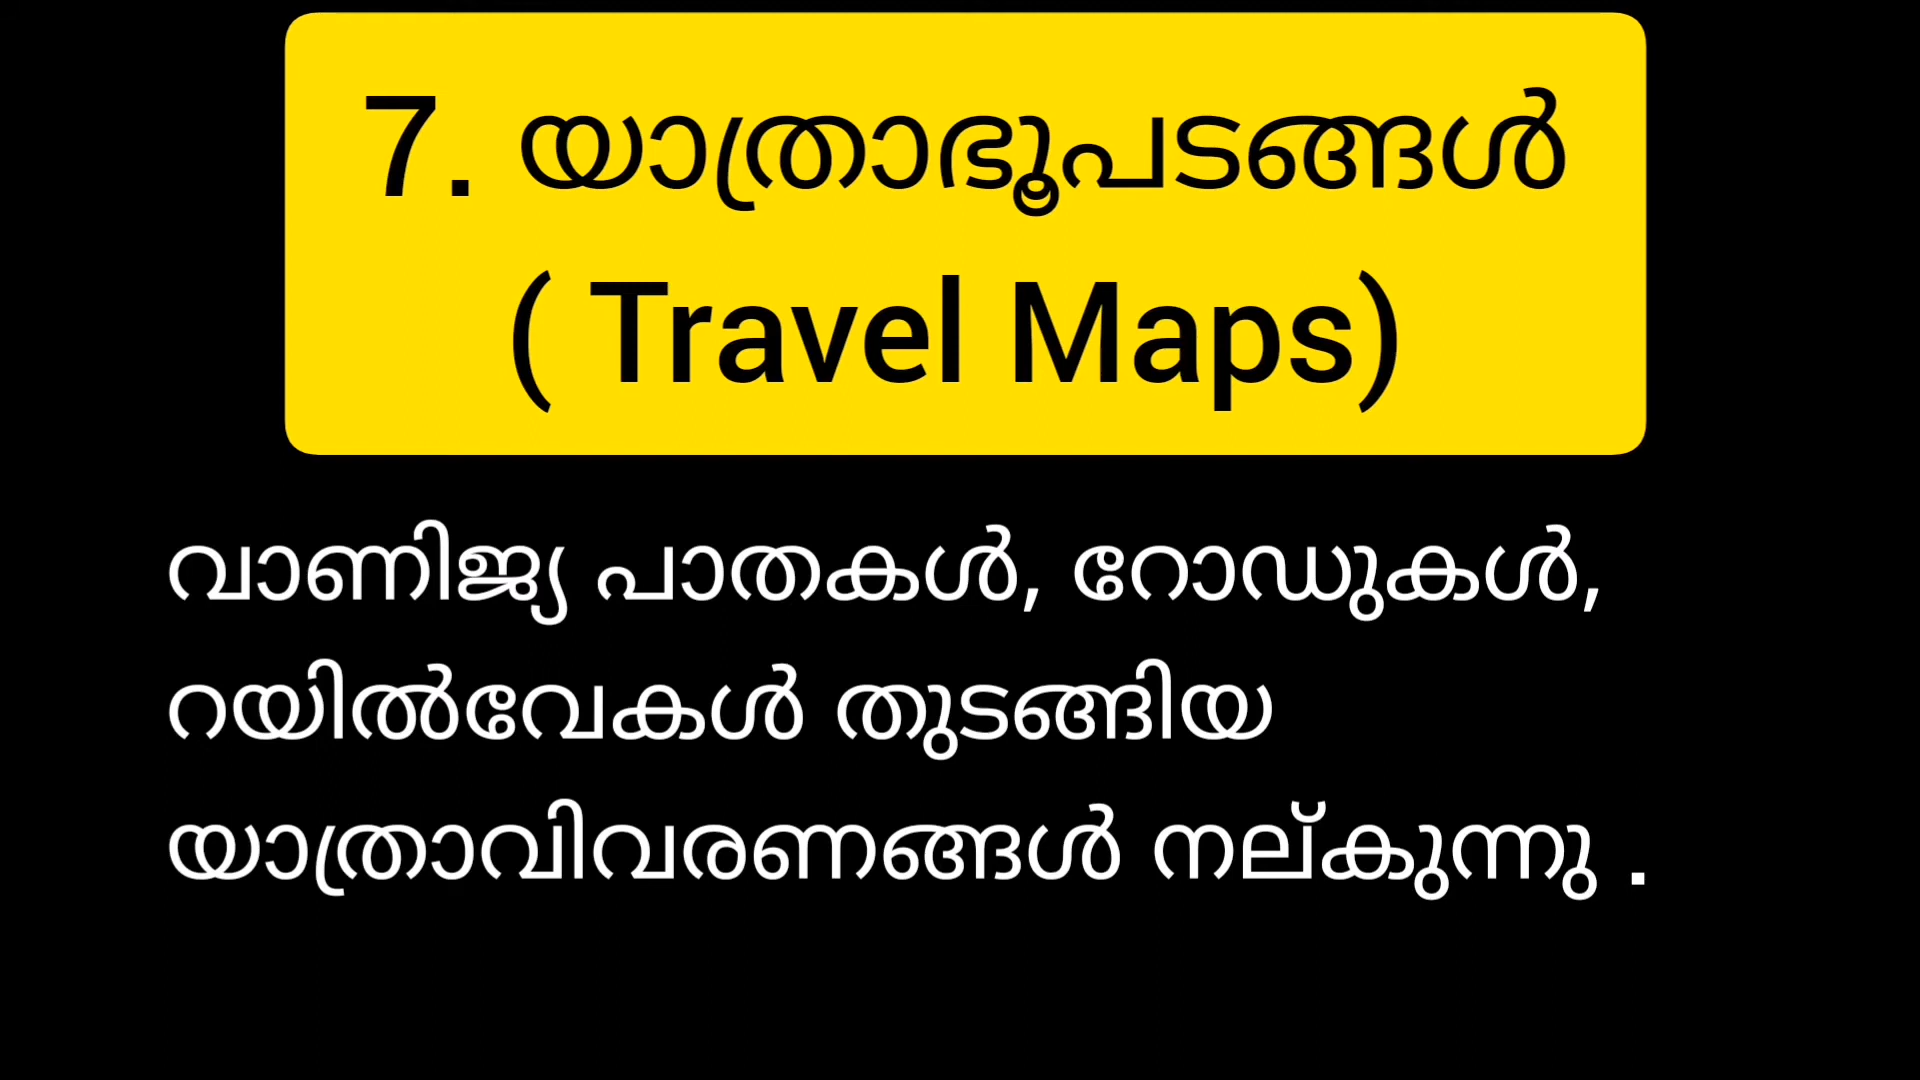 7. യാത്രാഭൂപടങ്ങൾ
( Travel Maps)
വാണിജ്യ പാതകൾ, റോഡുകൾ,
റയിൽവേകൾ തുടങ്ങിയ
യാത്രാവിവരണങ്ങൾ നല്കുന്നു .